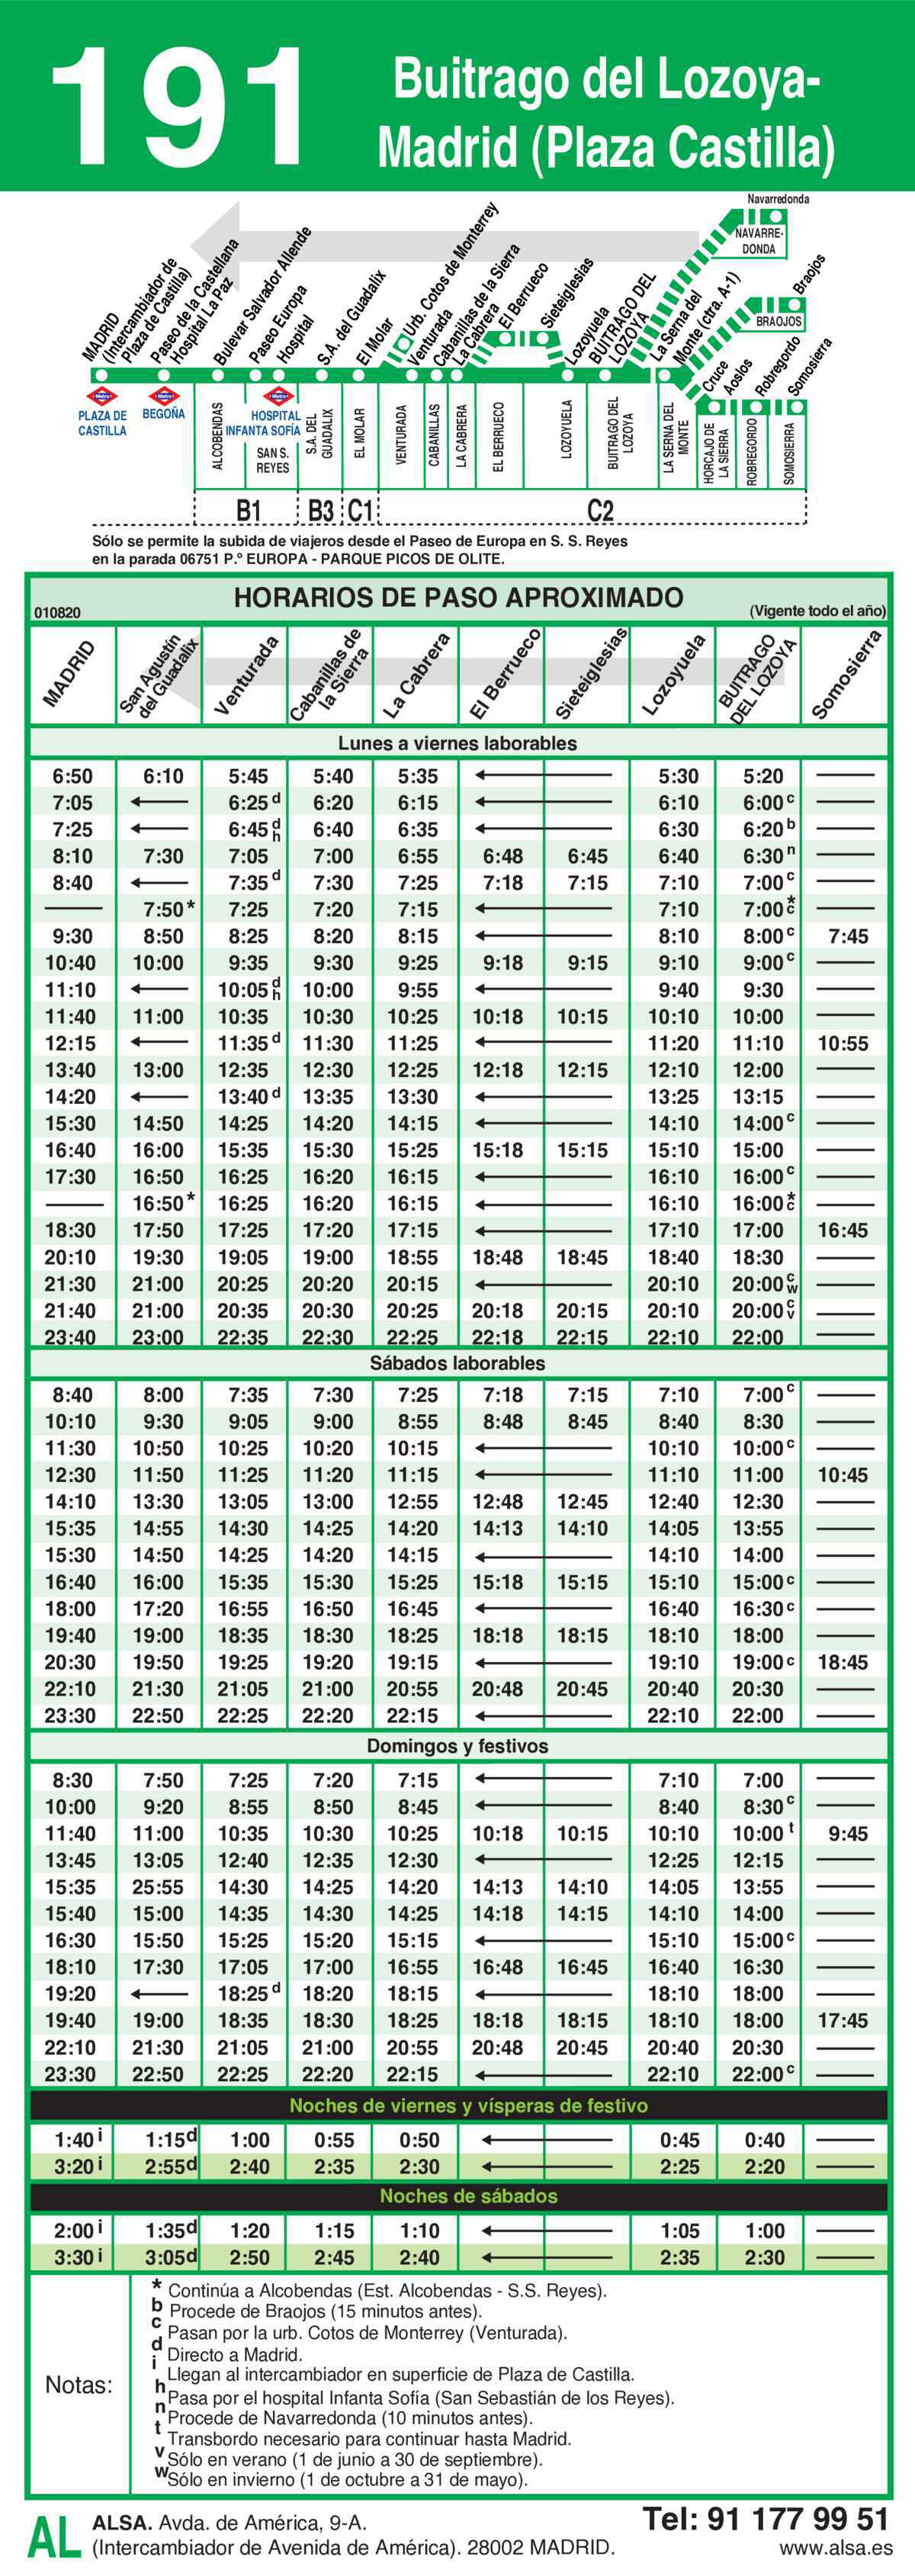 191
Buitrago del Lozoya-
Madrid (Plaza Castilla)
MADRID
(Intercambiador de
Plaza de Castilla)
Paseo de la Castellana
Hospital La Paz
Bulevar Salvador Allende
Paseo Europa
Hospital
S.A. del Guadalix
El Molar
Urb. Cotos de Monterrey
Venturada
Cabanillas de la Sierra
La Cabrera
El Berrueco
Sieteiglesias
Lozoyuela
BUITRAGO DEL
LOZOYA
La Serna del
Monte (ctra. A-1)
Navarredonda
NAVARRE-
DONDA
Braojos
BRAOJOS
Cruce
Aoslos
Robregordo
Somosierra
Metro
Metro
Metro
PLAZA DE
CASTILLA
BEGOÑA
HOSPITAL
INFANTA SOFÍA
ALCOBENDAS
SAN S.
REYES
S.A. DEL
GUADALIX
EL MOLAR
VENTURADA
CABANILLAS
LA CABRERA
EL BERRUECO
LOZOYUELA
BUITRAGO DEL
LOZOYA
LA SERNA DEL
MONTE
HORCAJO DE
LA SIERRA
ROBREGORDO
SOMOSIERRA
B1 B3 C1 C2
Sólo se permite la subida de viajeros desde el Paseo de Europa en S. S. Reyes
en la parada 06751 P.º EUROPA - PARQUE PICOS DE OLITE.
010820 HORARIOS DE PASO APROXIMADO (Vigente todo el año)
MADRID San Agustín del Guadalix Venturada Cabanillas de la Sierra La Cabrera El Berrueco Sieteiglesias Lozoyuela BUITRAGO DEL LOZOYA Somosierra
Lunes a viernes laborables
6:50 6:10 5:45 5:40 5:35 5:30 5:20
7:05 6:25 d 6:20 6:15 6:10 6:00 c
7:25 6:45 d h 6:40 6:35 6:30 6:20 b
8:10 7:30 7:05 7:00 6:55 6:48 6:45 6:40 6:30 n
8:40 7:35 d 7:30 7:25 7:18 7:15 7:10 7:00 c
7:50 * 7:25 7:20 7:15 7:10 7:00 * c
9:30 8:50 8:25 8:20 8:15 8:10 8:00 c 7:45
10:40 10:00 9:35 9:30 9:25 9:18 9:15 9:10 9:00 c
11:10 10:05 d h 10:00 9:55 9:40 9:30
11:40 11:00 10:35 10:30 10:25 10:18 10:15 10:10 10:00
12:15 11:35 d 11:30 11:25 11:20 11:10 10:55
13:40 13:00 12:35 12:30 12:25 12:18 12:15 12:10 12:00
14:20 13:40 d 13:35 13:30 13:25 13:15
15:30 14:50 14:25 14:20 14:15 14:10 14:00 c
16:40 16:00 15:35 15:30 15:25 15:18 15:15 15:10 15:00
17:30 16:50 16:25 16:20 16:15 16:10 16:00 c
16:50 * 16:25 16:20 16:15 16:10 16:00 * c
18:30 17:50 17:25 17:20 17:15 17:10 17:00 16:45
20:10 19:30 19:05 19:00 18:55 18:48 18:45 18:40 18:30
21:30 21:00 20:25 20:20 20:15 20:10 20:00 c w
21:40 21:00 20:35 20:30 20:25 20:18 20:15 20:10 20:00 c v
23:40 23:00 22:35 22:30 22:25 22:18 22:15 22:10 22:00
Sábados laborables
8:40 8:00 7:35 7:30 7:25 7:18 7:15 7:10 7:00 c
10:10 9:30 9:05 9:00 8:55 8:48 8:45 8:40 8:30
11:30 10:50 10:25 10:20 10:15 10:10 10:00 c
12:30 11:50 11:25 11:20 11:15 11:10 11:00 10:45
14:10 13:30 13:05 13:00 12:55 12:48 12:45 12:40 12:30
15:35 14:55 14:30 14:25 14:20 14:13 14:10 14:05 13:55
15:30 14:50 14:25 14:20 14:15 14:10 14:00
16:40 16:00 15:35 15:30 15:25 15:18 15:15 15:10 15:00 c
18:00 17:20 16:55 16:50 16:45 16:40 16:30 c
19:40 19:00 18:35 18:30 18:25 18:18 18:15 18:10 18:00
20:30 19:50 19:25 19:20 19:15 19:10 19:00 c 18:45
22:10 21:30 21:05 21:00 20:55 20:48 20:45 20:40 20:30
23:30 22:50 22:25 22:20 22:15 22:10 22:00
Domingos y festivos
8:30 7:50 7:25 7:20 7:15 7:10 7:00
10:00 9:20 8:55 8:50 8:45 8:40 8:30 c
11:40 11:00 10:35 10:30 10:25 10:18 10:15 10:10 10:00 t 9:45
13:45 13:05 12:40 12:35 12:30 12:25 12:15
15:35 25:55 14:30 14:25 14:20 14:13 14:10 14:05 13:55
15:40 15:00 14:35 14:30 14:25 14:18 14:15 14:10 14:00
16:30 15:50 15:25 15:20 15:15 15:10 15:00 c
18:10 17:30 17:05 17:00 16:55 16:48 16:45 16:40 16:30
19:20 18:25 d 18:20 18:15 18:10 18:00
19:40 19:00 18:35 18:30 18:25 18:18 18:15 18:10 18:00 17:45
22:10 21:30 21:05 21:00 20:55 20:48 20:45 20:40 20:30
23:30 22:50 22:25 22:20 22:15 22:10 22:00 c
Noches de viernes y vísperas de festivo
1:40 i 1:15 d 1:00 0:55 0:50 0:45 0:40
3:20 i 2:55 d 2:40 2:35 2:30 2:25 2:20
Noches de sábados
2:00 i 1:35 d 1:20 1:15 1:10 1:05 1:00
3:30 i 3:05 d 2:50 2:45 2:40 2:35 2:30
Notas:
* Continúa a Alcobendas (Est. Alcobendas - S.S. Reyes).
b Procede de Braojos (15 minutos antes).
c Pasan por la urb. Cotos de Monterrey (Venturada).
d Directo a Madrid.
i Llegan al intercambiador en superficie de Plaza de Castilla.
h Pasa por el hospital Infanta Sofía (San Sebastián de los Reyes).
n Procede de Navarredonda (10 minutos antes).
t Transbordo necesario para continuar hasta Madrid.
v Sólo en verano (1 de junio a 30 de septiembre).
w Sólo en invierno (1 de octubre a 31 de mayo).
AL ALSA. Avda. de América, 9-A.
(Intercambiador de Avenida de América). 28002 MADRID.
Tel: 91 177 99 51
www.alsa.es